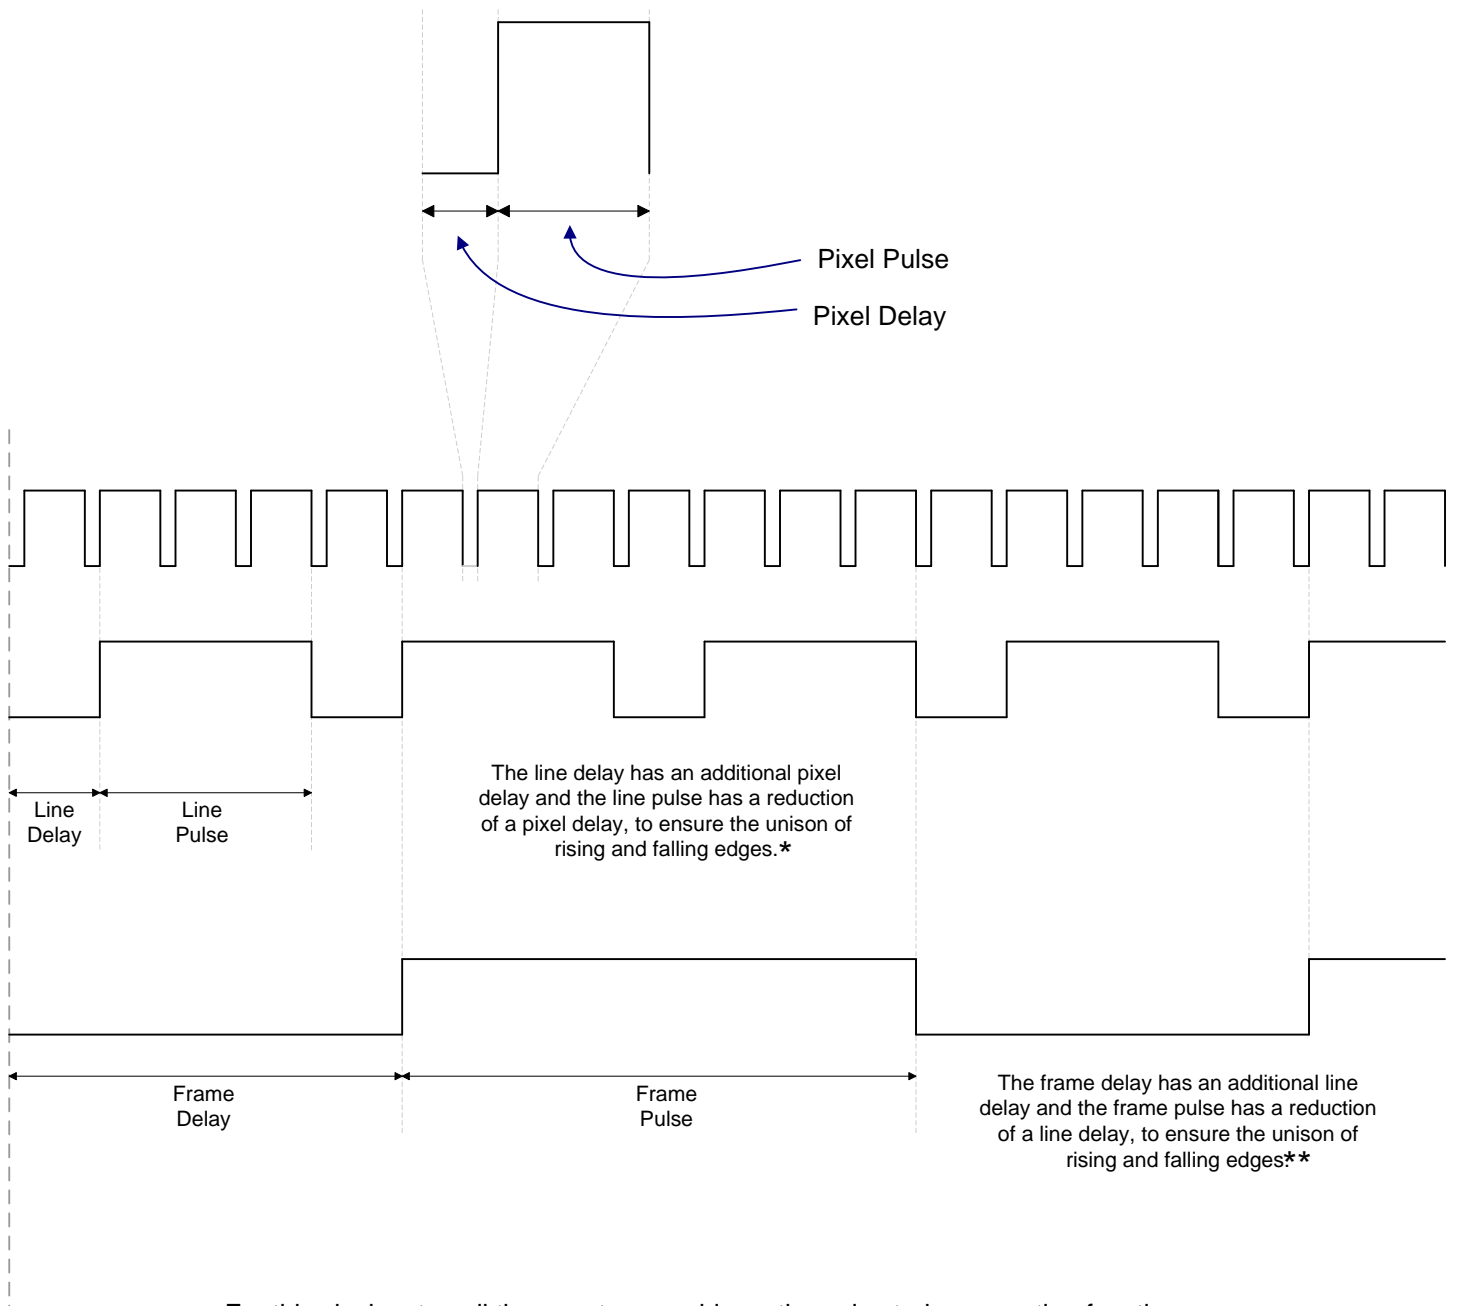 Pixel Pulse
Pixel Delay
The line delay has an additional pixel
delay and the line pulse has a reduction
of a pixel delay, to ensure the unison of
rising and falling edges.*
Line
Delay
Line
Pulse
Frame
Delay
Frame
Pulse
The frame delay has an additional line
delay and the frame pulse has a reduction
of a line delay, to ensure the unison of
rising and falling edges.**